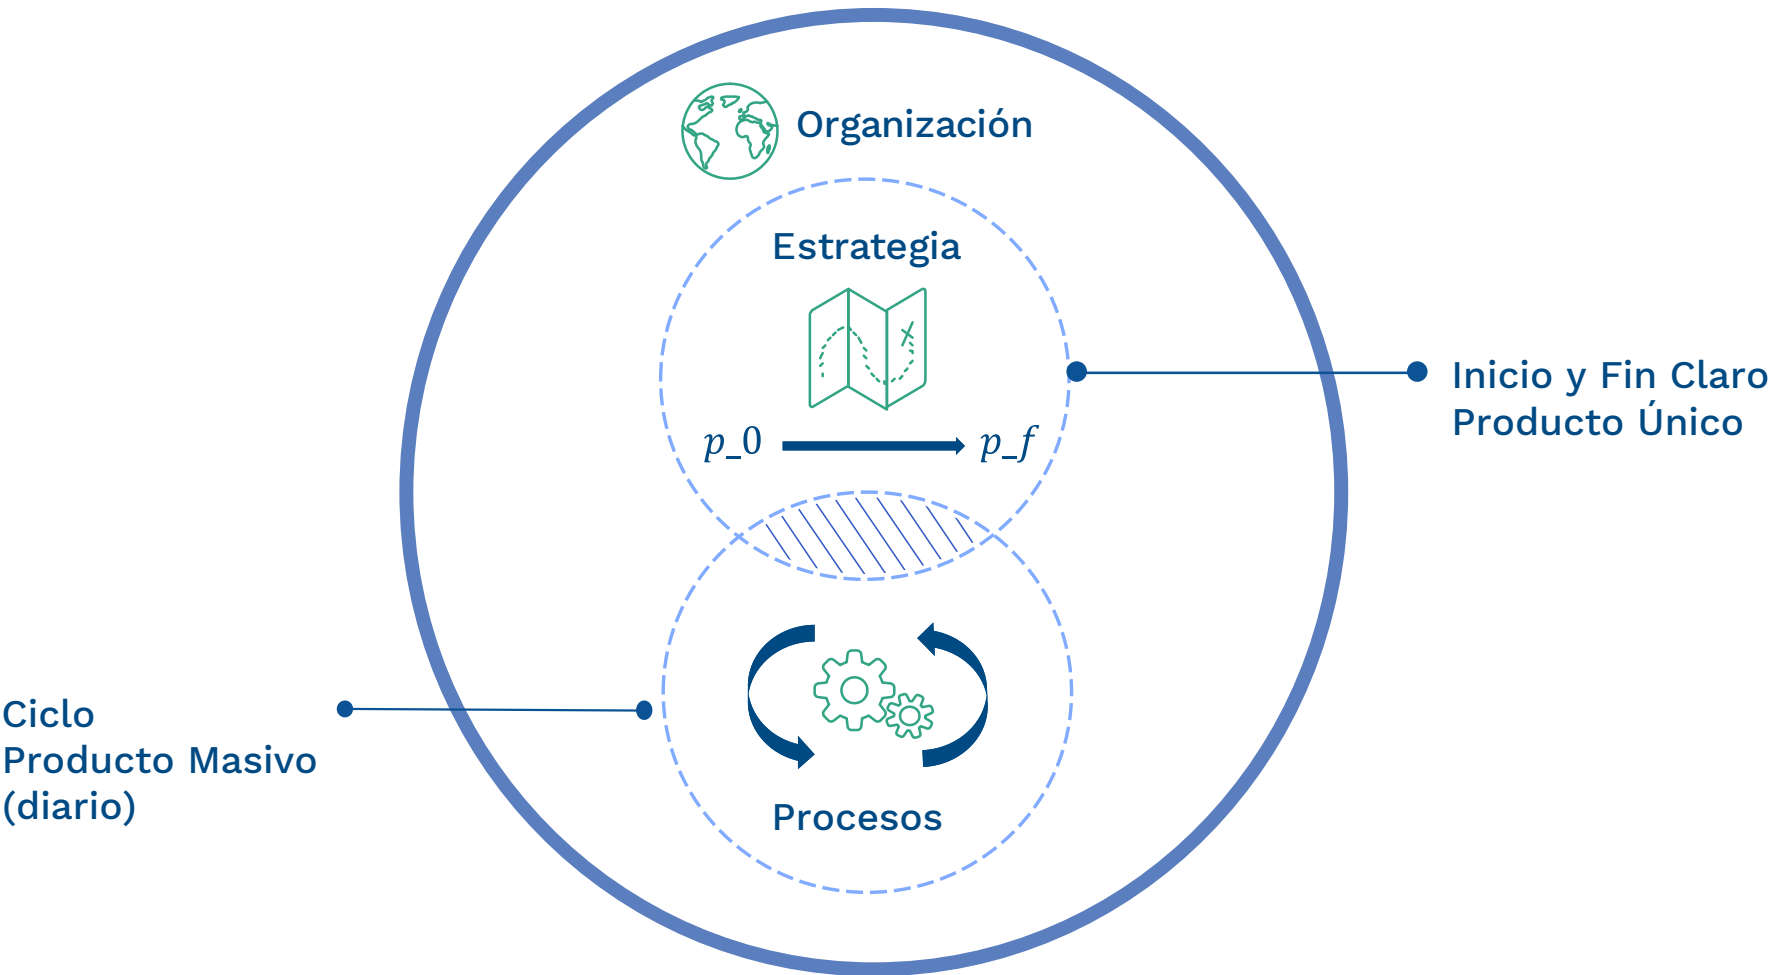 Organización
Estrategia
p_0
p_f
Inicio y Fin Claro
Producto Único
Ciclo
Producto Masivo
(diario)
Procesos